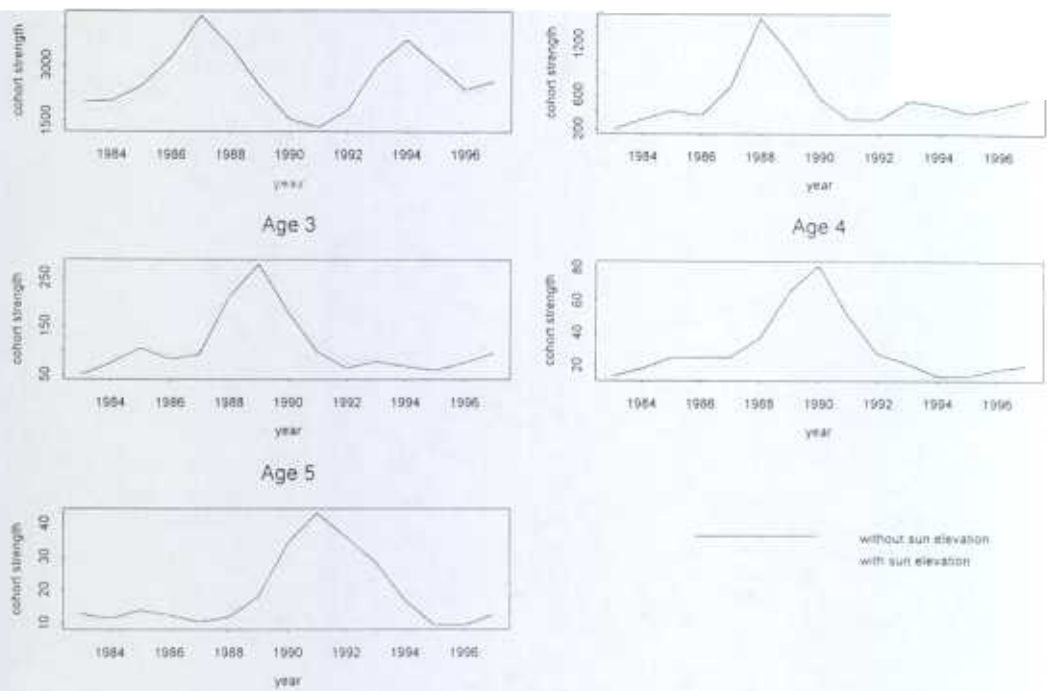 cohort strength
1500 3000
1984 1986 1988 1990 1992 1994 1996
year
cohort strength
200 600 1200
1984 1986 1988 1990 1992 1994 1996
year
Age 3
cohort strength
50 150 250
1984 1986 1988 1990 1992 1994 1996
year
Age 4
cohort strength
20 40 60 80
1984 1986 1988 1990 1992 1994 1996
year
Age 5
cohort strength
10 20 30 40
1984 1986 1988 1990 1992 1994 1996
year
without sun elevation
with sun elevation